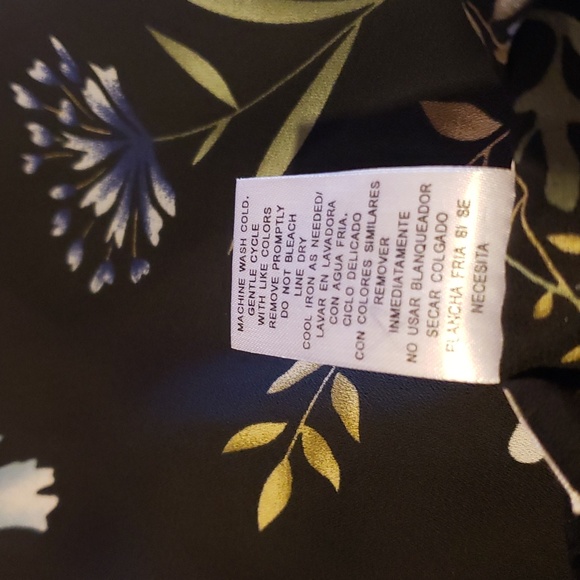 MACHINE WASH COLD.
GENTLE CYCLE
WITH LIKE COLORS
REMOVE PROMPTLY
DO NOT BLEACH
LINE DRY
COOL IRON AS NEEDED/
LAVAR EN LAVADORA
CON AGUA FRIA.
CICLO DELICADO
CON COLORES SIMILARES
REMOVER
INMEDIATAMENTE
NO USAR BLANQUEADOR
SECAR COLGADO
PLANCHA FRIA SI SE
NECESITA